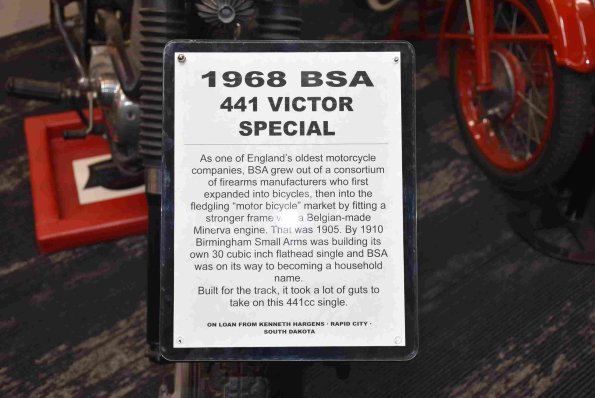 1968 BSA
441 VICTOR
SPECIAL
As one of England's oldest motorcycle
companies, BSA grew out of a consortium
of firearms manufacturers who first
expanded into bicycles, then into the
fledgling "motor bicycle" market by fitting a
stronger frame with a Belgian-made
Minerva engine. That was 1905. By 1910
Birmingham Small Arms was building its
own 30 cubic inch flathead single and BSA
was on its way to becoming a household
name.
Built for the track, it took a lot of guts to
take on this 441cc single.
ON LOAN FROM KENNETH HARGENS · RAPID CITY ·
SOUTH DAKOTA